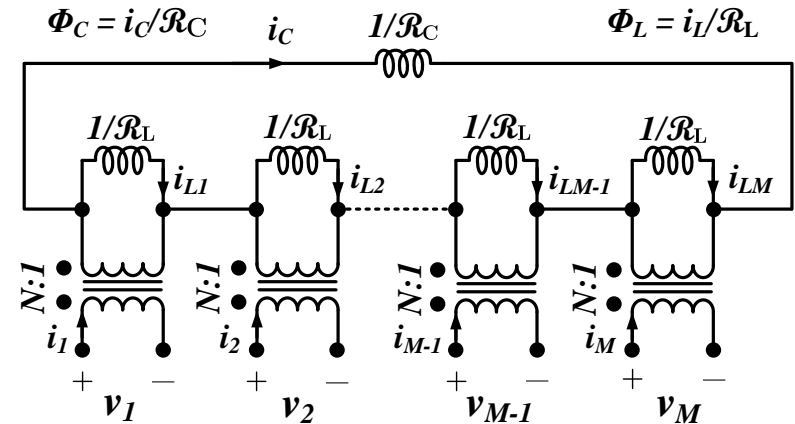 Φ_C = i_C/ℛ_C i_C 1/ℛ_C Φ_L = i_L/ℛ_L
1/ℛ_L 1/ℛ_L 1/ℛ_L 1/ℛ_L
i_L1 i_L2 i_LM-1 i_LM
N:1 N:1 N:1 N:1
i_1 i_2 i_M-1 i_M
+ − + − + − + −
v_1 v_2 v_M-1 v_M